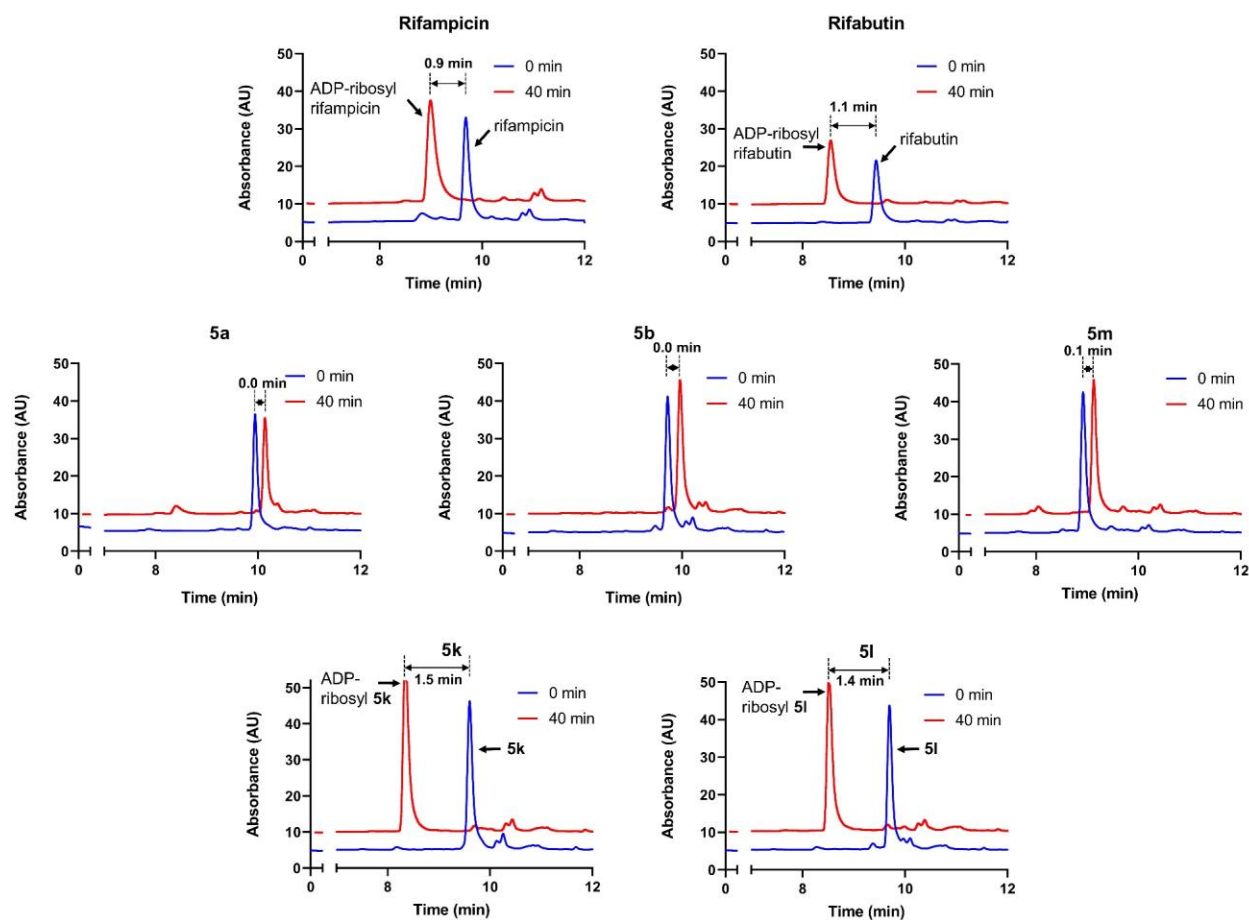 Rifampicin
50
40
30
20
10
0
Absorbance (AU)
0.9 min
0 min
40 min
ADP-ribosyl
rifampicin
rifampicin
0
8
10
12
Time (min)
Rifabutin
50
40
30
20
10
0
Absorbance (AU)
0 min
40 min
1.1 min
ADP-ribosyl
rifabutin
rifabutin
0
8
10
12
Time (min)
5a
50
40
30
20
10
0
Absorbance (AU)
0.0 min
0 min
40 min
0
8
10
12
Time (min)
5b
50
40
30
20
10
0
Absorbance (AU)
0.0 min
0 min
40 min
0
8
10
12
Time (min)
5m
50
40
30
20
10
0
Absorbance (AU)
0.1 min
0 min
40 min
0
8
10
12
Time (min)
5k
ADP-
ribosyl 5k
1.5 min
50
40
30
20
10
0
Absorbance (AU)
0 min
40 min
5k
0
8
10
12
Time (min)
5l
ADP-
ribosyl 5l
1.4 min
50
40
30
20
10
0
Absorbance (AU)
0 min
40 min
5l
0
8
10
12
Time (min)